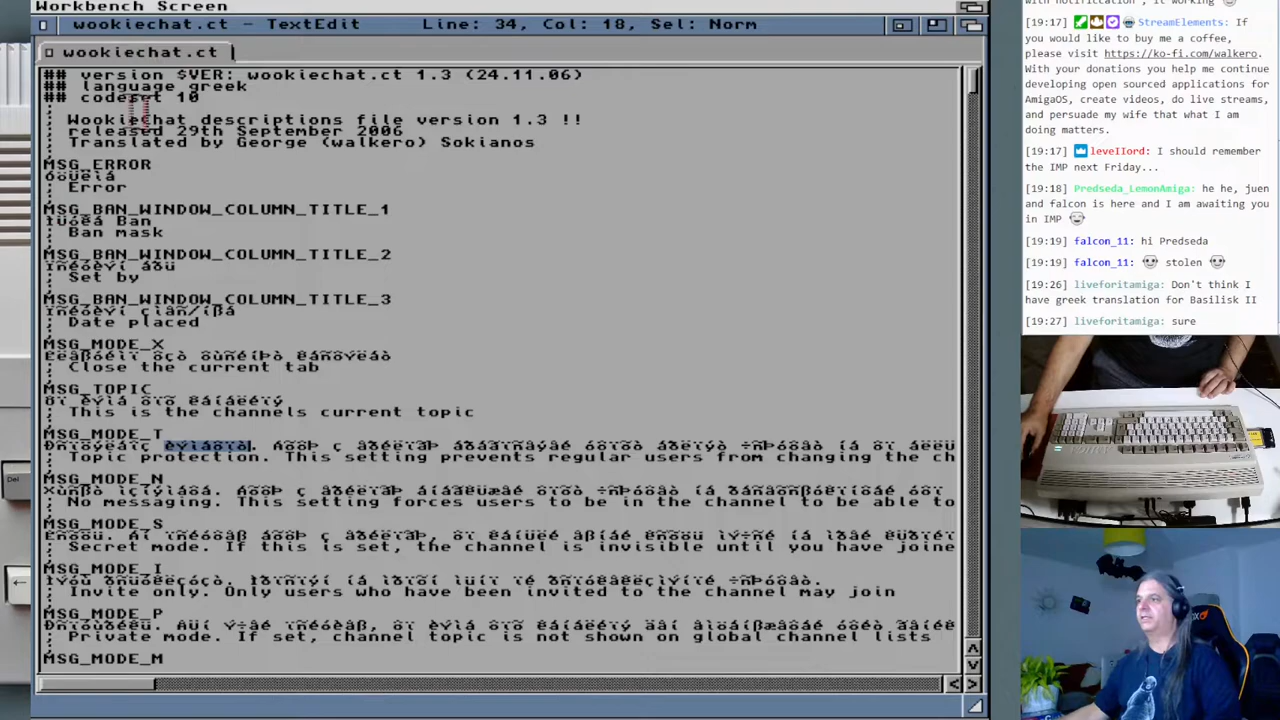 Workbench Screen
wookiechat.ct - TextEdit Line: 34, Col: 18, Sel: Norm
wookiechat.ct
## version $VER: wookiechat.ct 1.3 (24.11.06)
## language greek
## codeset 10
;
; Wookiechat descriptions file version 1.3 !!
; released 29th September 2006
; Translated by George (walkero) Sokianos
;
MSG_ERROR
; Error
;
MSG_BAN_WINDOW_COLUMN_TITLE_1
Ban
; Ban mask
;
MSG_BAN_WINDOW_COLUMN_TITLE_2
; Set by
;
MSG_BAN_WINDOW_COLUMN_TITLE_3
; Date placed
;
MSG_MODE_X
; Close the current tab
;
MSG_TOPIC
; This is the channels current topic
;
MSG_MODE_T
; Topic protection. This setting prevents regular users from changing the ch
;
MSG_MODE_N
; No messaging. This setting forces users to be in the channel to be able to
;
MSG_MODE_S
; Secret mode. If this is set, the channel is invisible until you have joine
;
MSG_MODE_I
; Invite only. Only users who have been invited to the channel may join
;
MSG_MODE_P
; Private mode. If set, channel topic is not shown on global channel lists
;
MSG_MODE_M
Del
[19:17] StreamElements: If
you would like to buy me a coffee,
please visit https://ko-fi.com/walkero.
With your donations you help me continue
developing open sourced applications for
AmigaOS, create videos, do live streams,
and persuade my wife that what I am
doing matters.
[19:17] leveIIord: I should remember
the IMP next Friday...
[19:18] Predseda_LemonAmiga: he he, juen
and falcon is here and I am awaiting you
in IMP
[19:19] falcon_11: hi Predseda
[19:19] falcon_11: stolen
[19:26] liveforitamiga: Don't think I
have greek translation for Basilisk II
[19:27] liveforitamiga: sure